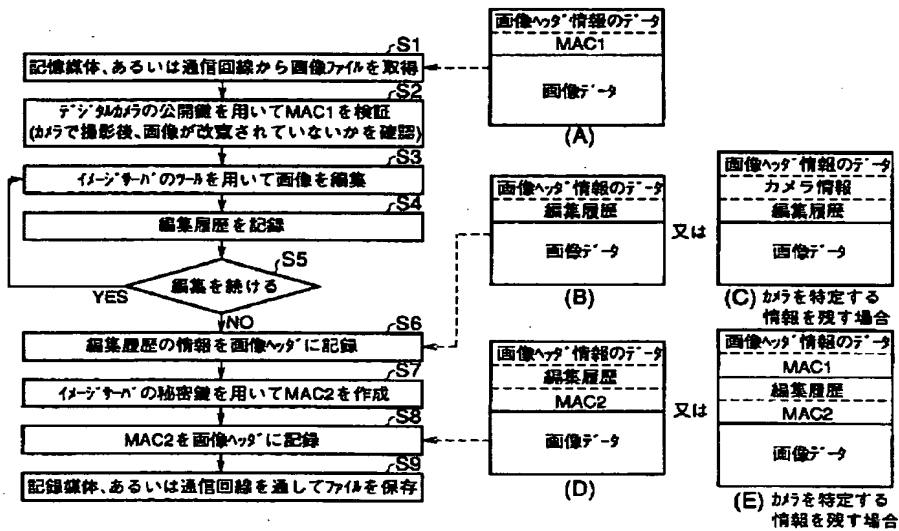 S1
記憶媒体、あるいは通信回線から画像ファイルを取得
S2
デジタルカメラの公開鍵を用いてMAC1を検証
(カメラで撮影後、画像が改竄されていないかを確認)
S3
イメージサーバのツールを用いて画像を編集
S4
編集履歴を記録
S5
編集を続ける
YES
NO
S6
編集履歴の情報を画像ヘッダに記録
S7
イメージサーバの秘密鍵を用いてMAC2を作成
S8
MAC2を画像ヘッダに記録
S9
記録媒体、あるいは通信回線を通してファイルを保存
画像ヘッダ情報のデータ
MAC1
画像データ
(A)
画像ヘッダ情報のデータ
編集履歴
画像データ
(B)
又は
画像ヘッダ情報のデータ
カメラ情報
編集履歴
画像データ
(C) カメラを特定する
情報を残す場合
画像ヘッダ情報のデータ
編集履歴
MAC2
画像データ
(D)
又は
画像ヘッダ情報のデータ
MAC1
編集履歴
MAC2
画像データ
(E) カメラを特定する
情報を残す場合